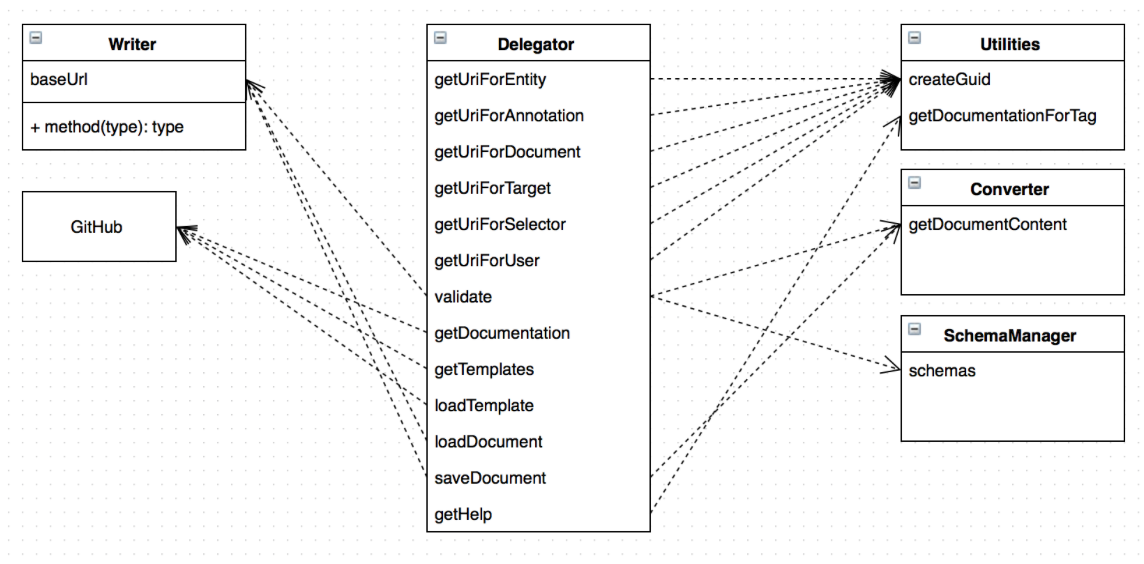 Writer
baseUrl
+ method(type): type
GitHub
Delegator
getUriForEntity
getUriForAnnotation
getUriForDocument
getUriForTarget
getUriForSelector
getUriForUser
validate
getDocumentation
getTemplates
loadTemplate
loadDocument
saveDocument
getHelp
Utilities
createGuid
getDocumentationForTag
Converter
getDocumentContent
SchemaManager
schemas